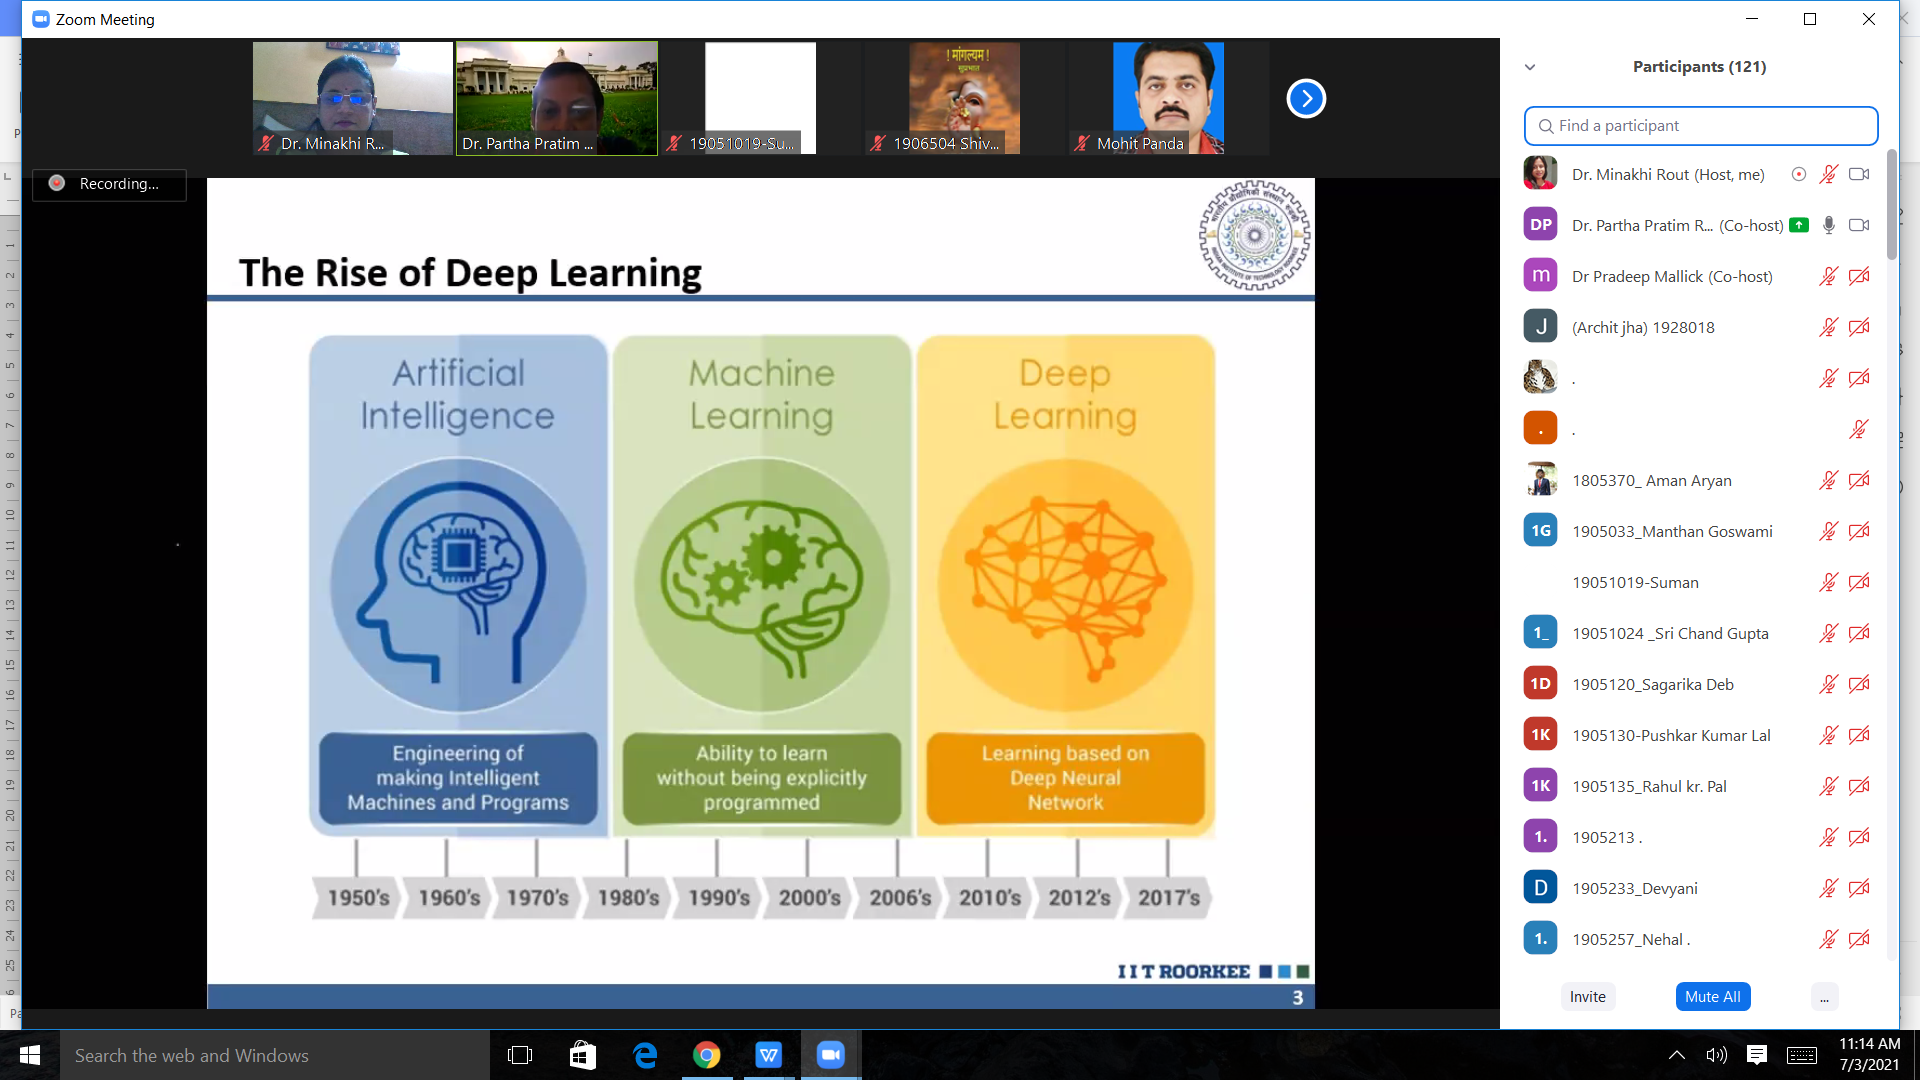 Zoom Meeting
Dr. Minakhi R...
Dr. Partha Pratim ...
19051019-Su...
! मांगल्यम !
सुप्रभात
1906504 Shiv...
Mohit Panda
Recording...
The Rise of Deep Learning
Artificial
Intelligence
Machine
Learning
Deep
Learning
Engineering of
making Intelligent
Machines and Programs
Ability to learn
without being explicitly
programmed
Learning based on
Deep Neural
Network
1950's
1960's
1970's
1980's
1990's
2000's
2006's
2010's
2012's
2017's
IIT ROORKEE
3
Participants (121)
Find a participant
Dr. Minakhi Rout (Host, me)
DP
Dr. Partha Pratim R... (Co-host)
m
Dr Pradeep Mallick (Co-host)
J
(Archit jha) 1928018
.
.
.
1805370_ Aman Aryan
1G
1905033_Manthan Goswami
19051019-Suman
1_
19051024 _Sri Chand Gupta
1D
1905120_Sagarika Deb
1K
1905130-Pushkar Kumar Lal
1K
1905135_Rahul kr. Pal
1.
1905213 .
D
1905233_Devyani
1.
1905257_Nehal .
Invite
Mute All
...
Search the web and Windows
W
11:14 AM
7/3/2021